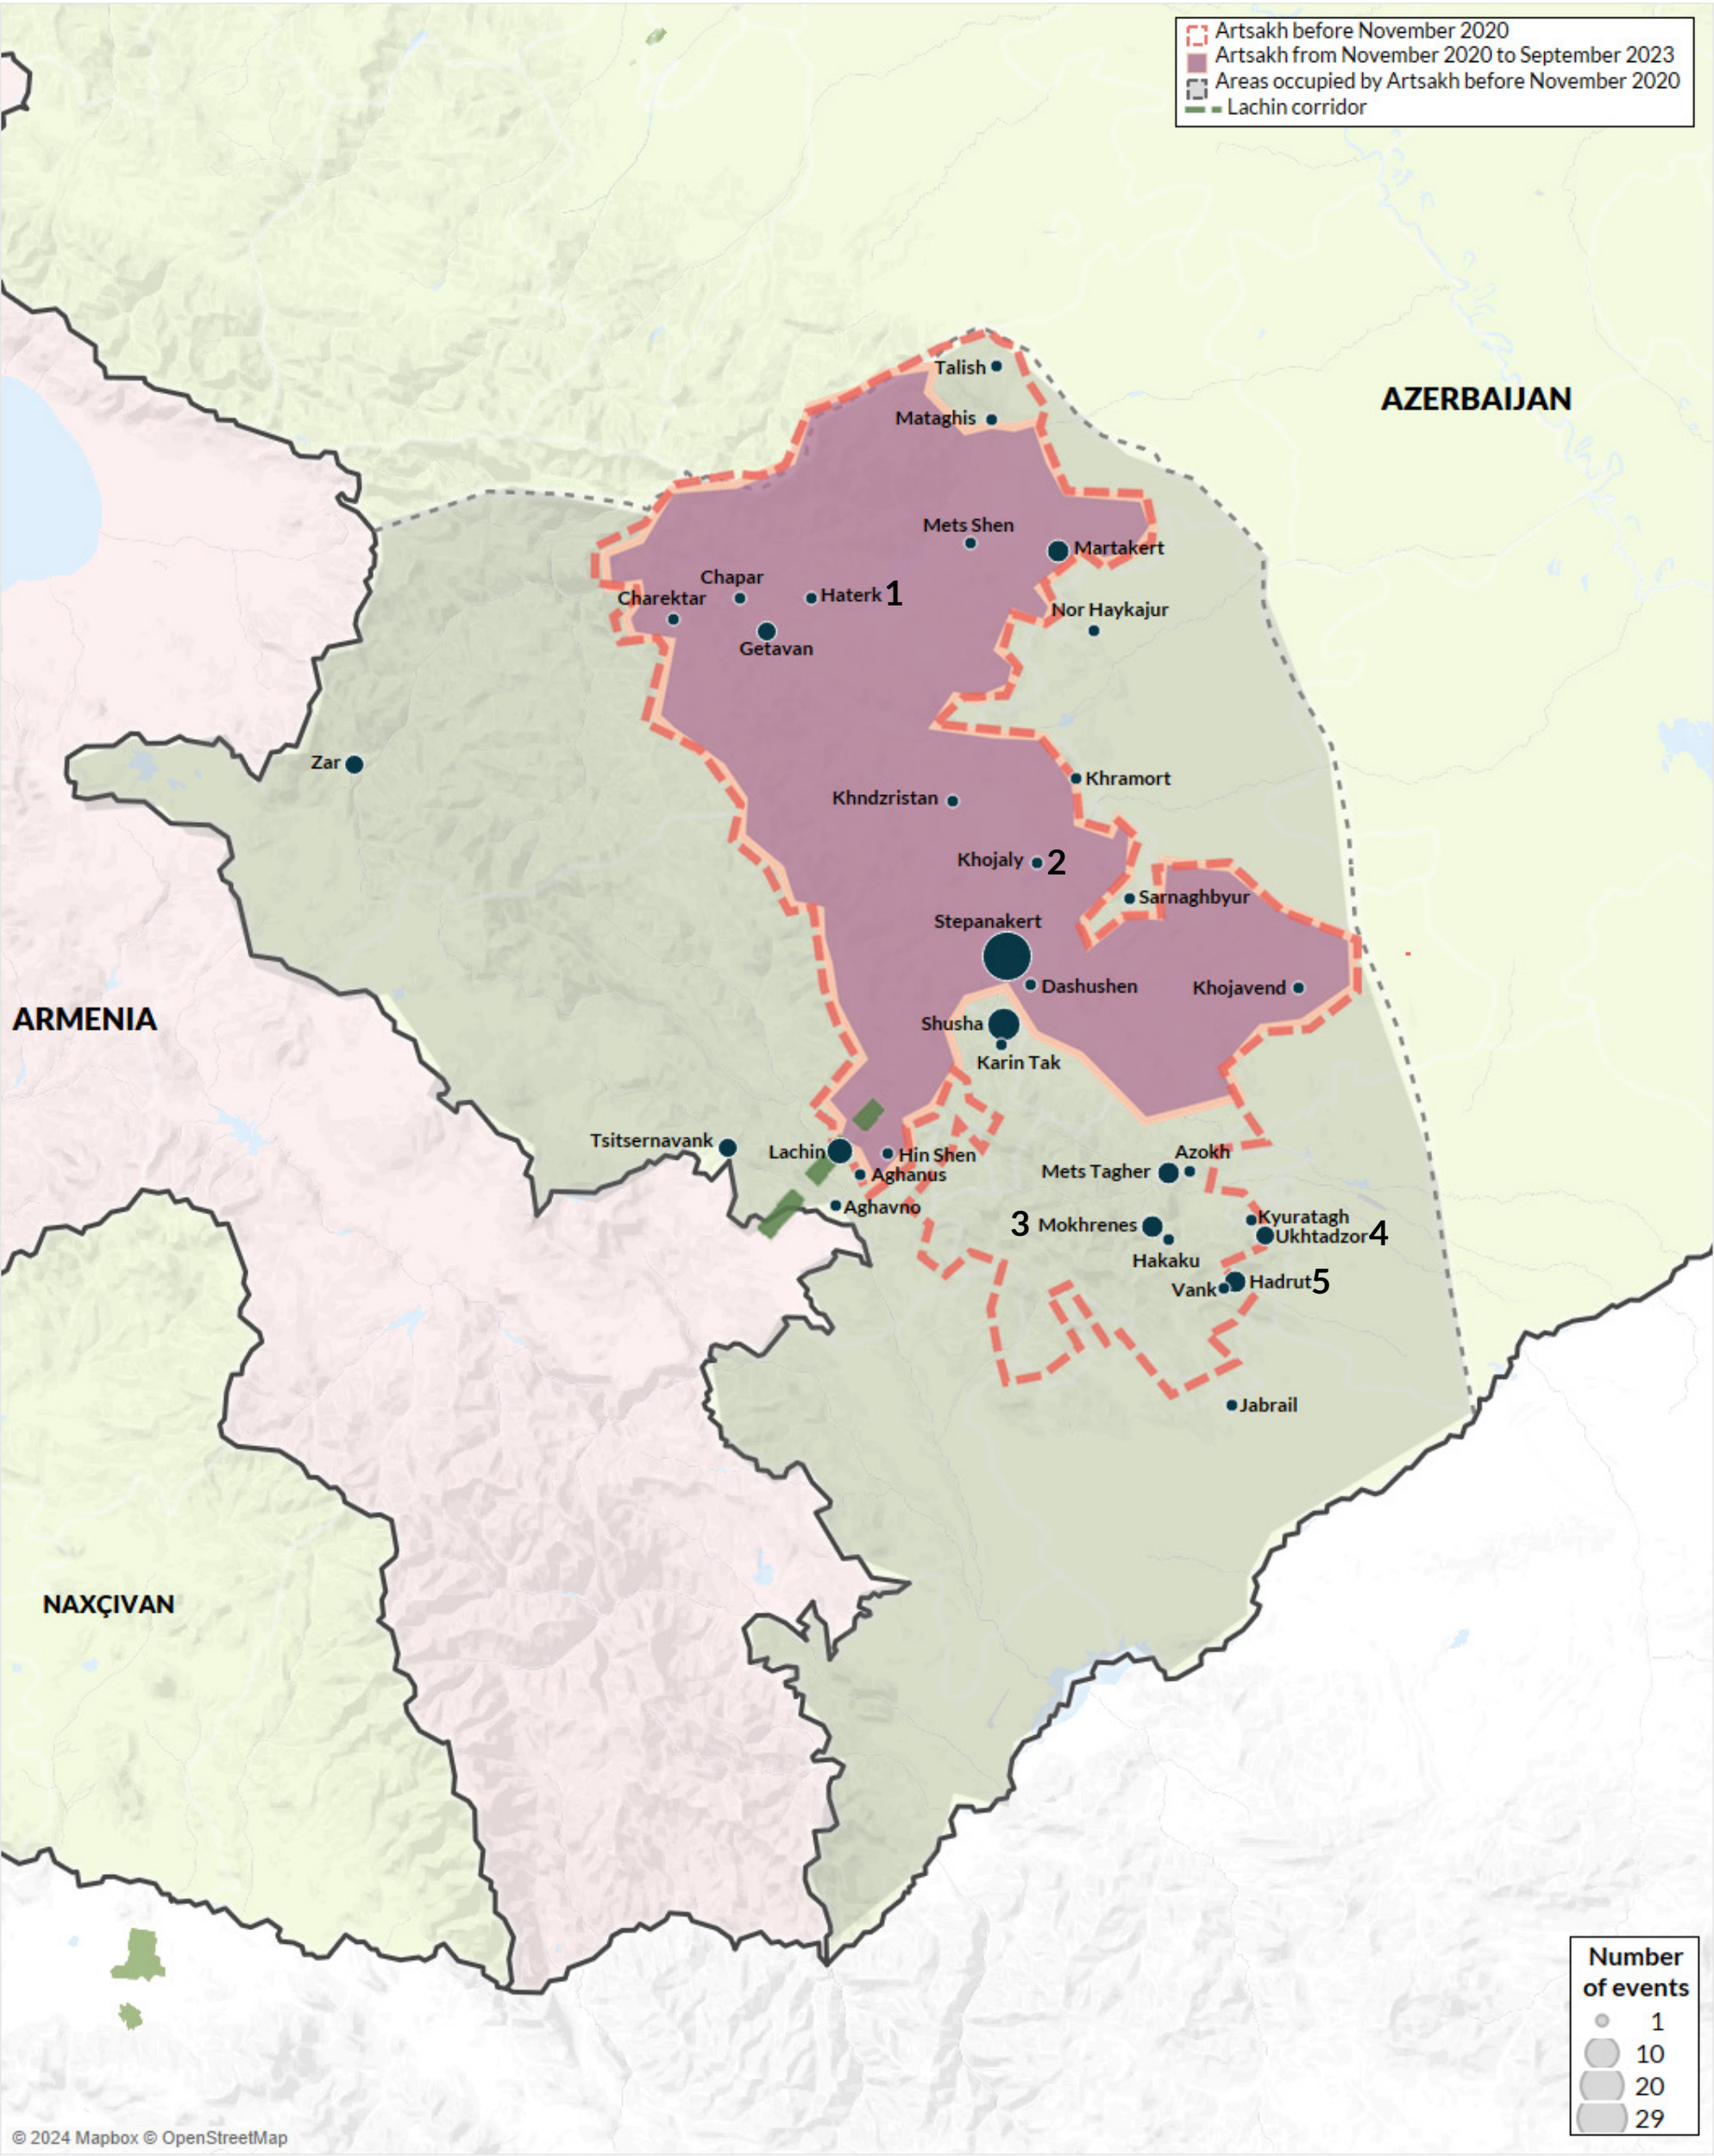 Artsakh before November 2020
Artsakh from November 2020 to September 2023
Areas occupied by Artsakh before November 2020
Lachin corridor
Talish
AZERBAIJAN
Mataghis
Mets Shen
Martakert
Chapar
Charektar
Haterk 1
Nor Haykajur
Getavan
Zar
Khramort
Khndzristan
Khojaly 2
Sarnaghbyur
Stepanakert
Dashushen
Khojavend
ARMENIA
Shusha
Karin Tak
Tsitsernavank
Lachin
Hin Shen
Azokh
Aghanus
Mets Tagher
Aghavno
3 Mokhrenes
Kyuratagh
Ukhtadzor 4
Hakaku
Vank
Hadrut 5
Jabrail
NAXÇIVAN
Number
of events
1
10
20
29
© 2024 Mapbox © OpenStreetMap